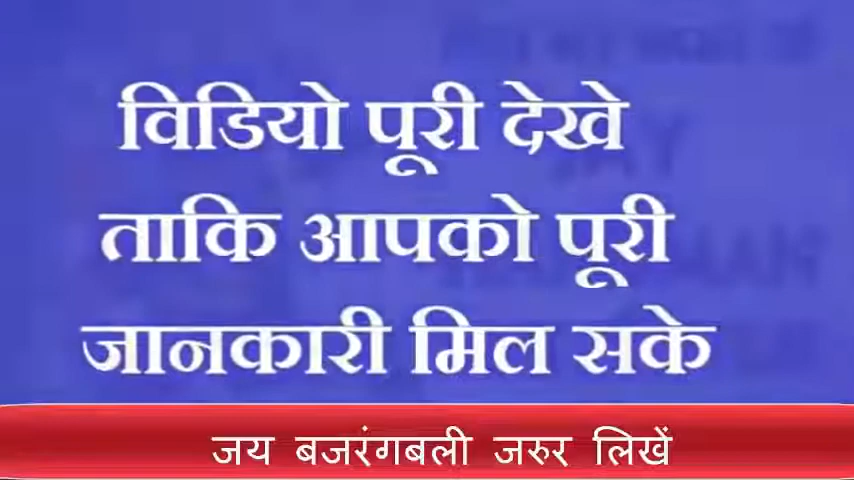 विडियो पूरी देखे
ताकि आपको पूरी
जानकारी मिल सके
जय बजरंगबली जरुर लिखें